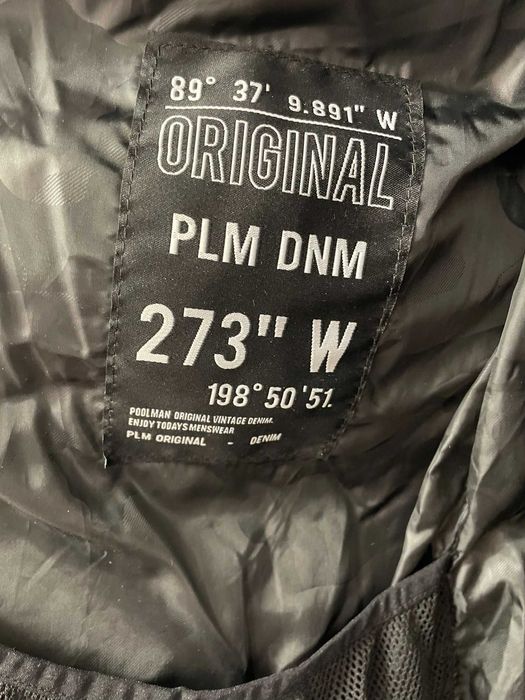 89° 37' 9.891" W
ORIGINAL
PLM DNM
273" W
198°50'51.
POOLMAN ORIGINAL VINTAGE DENIM.
ENJOY TODAYS MENSWEAR
PLM ORIGINAL - DENIM